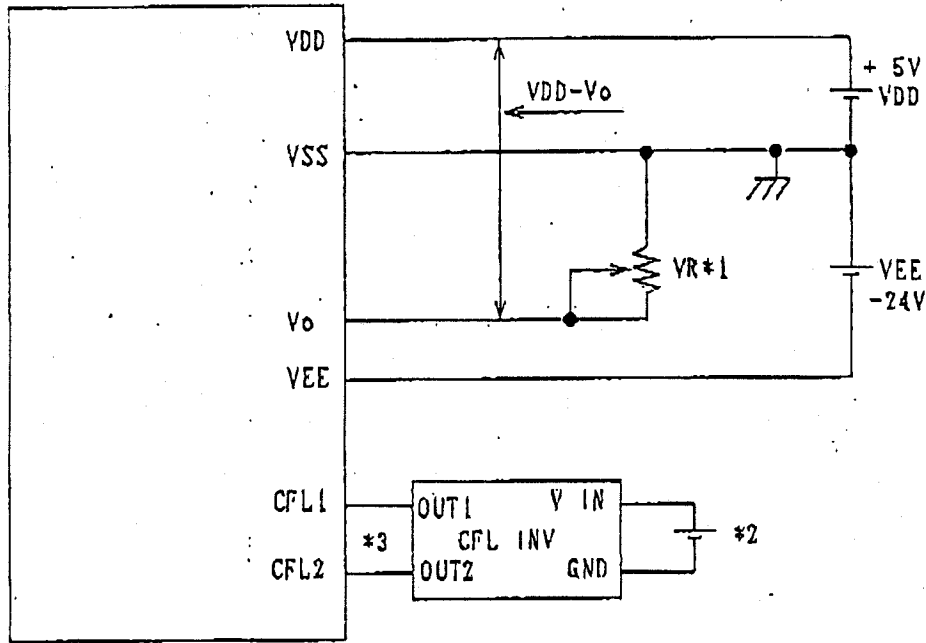 VDD
+ 5V
VDD
VDD-Vo
VSS
VR*1
VEE
-24V
Vo
VEE
CFL1
OUT1
V IN
*3
CFL INV
*2
CFL2
OUT2
GND